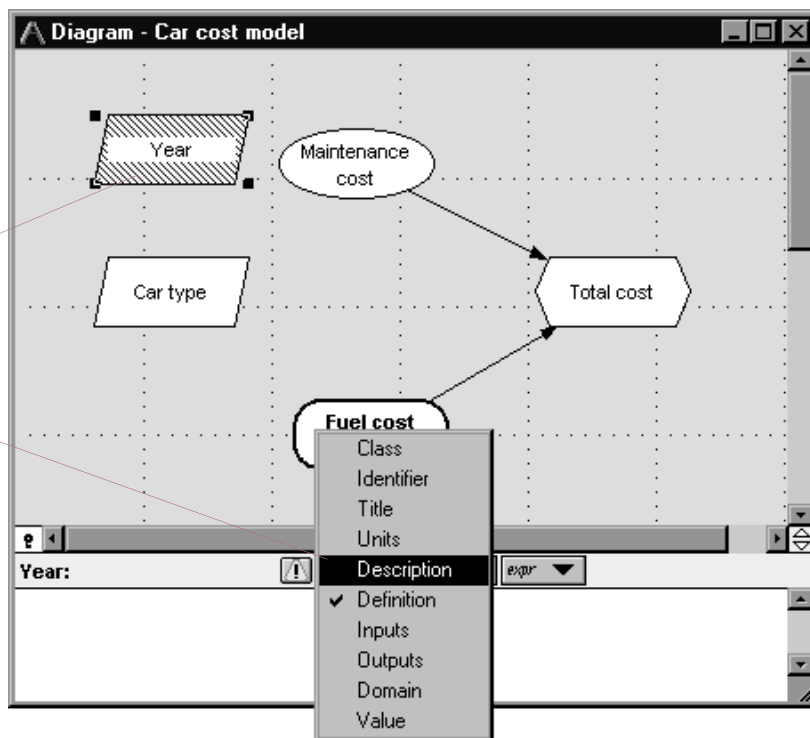 Diagram - Car cost model
Year
Maintenance
cost
Car type
Total cost
Fuel cost
Class
Identifier
Title
Units
Year:
Description
expr
Definition
Inputs
Outputs
Domain
Value